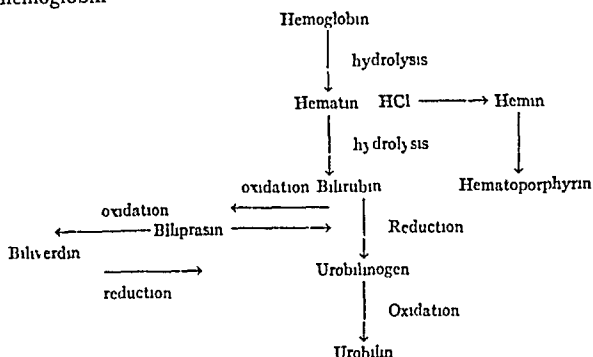 hemoglobin
Hemoglobin
hydrolysis
Hematin HCl Hemin
hydrolysis
oxidation Bilirubin Hematoporphyrin
oxidation
Biliprasin Reduction
Biliverdin
Urobilinogen
reduction
Oxidation
Urobilin